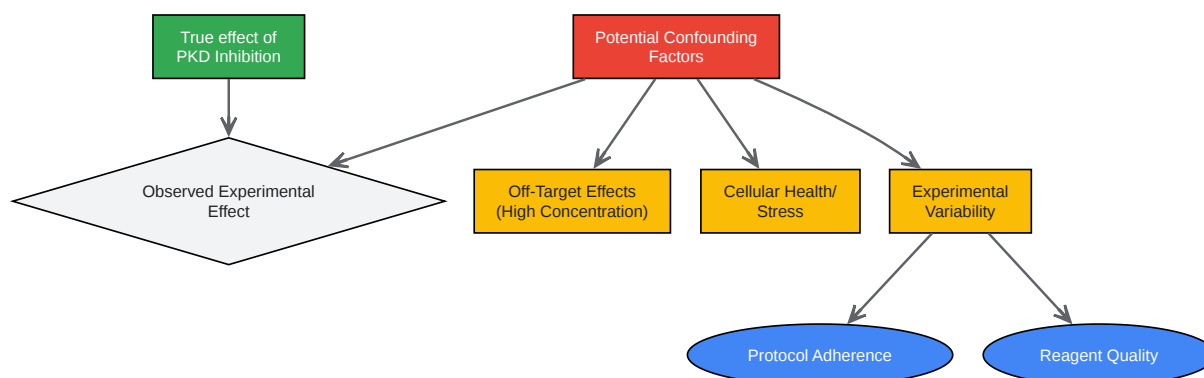 True effect of
PKD Inhibition
Potential Confounding
Factors
Observed Experimental
Effect
Off-Target Effects
(High Concentration)
Cellular Health/
Stress
Experimental
Variability
Protocol Adherence
Reagent Quality